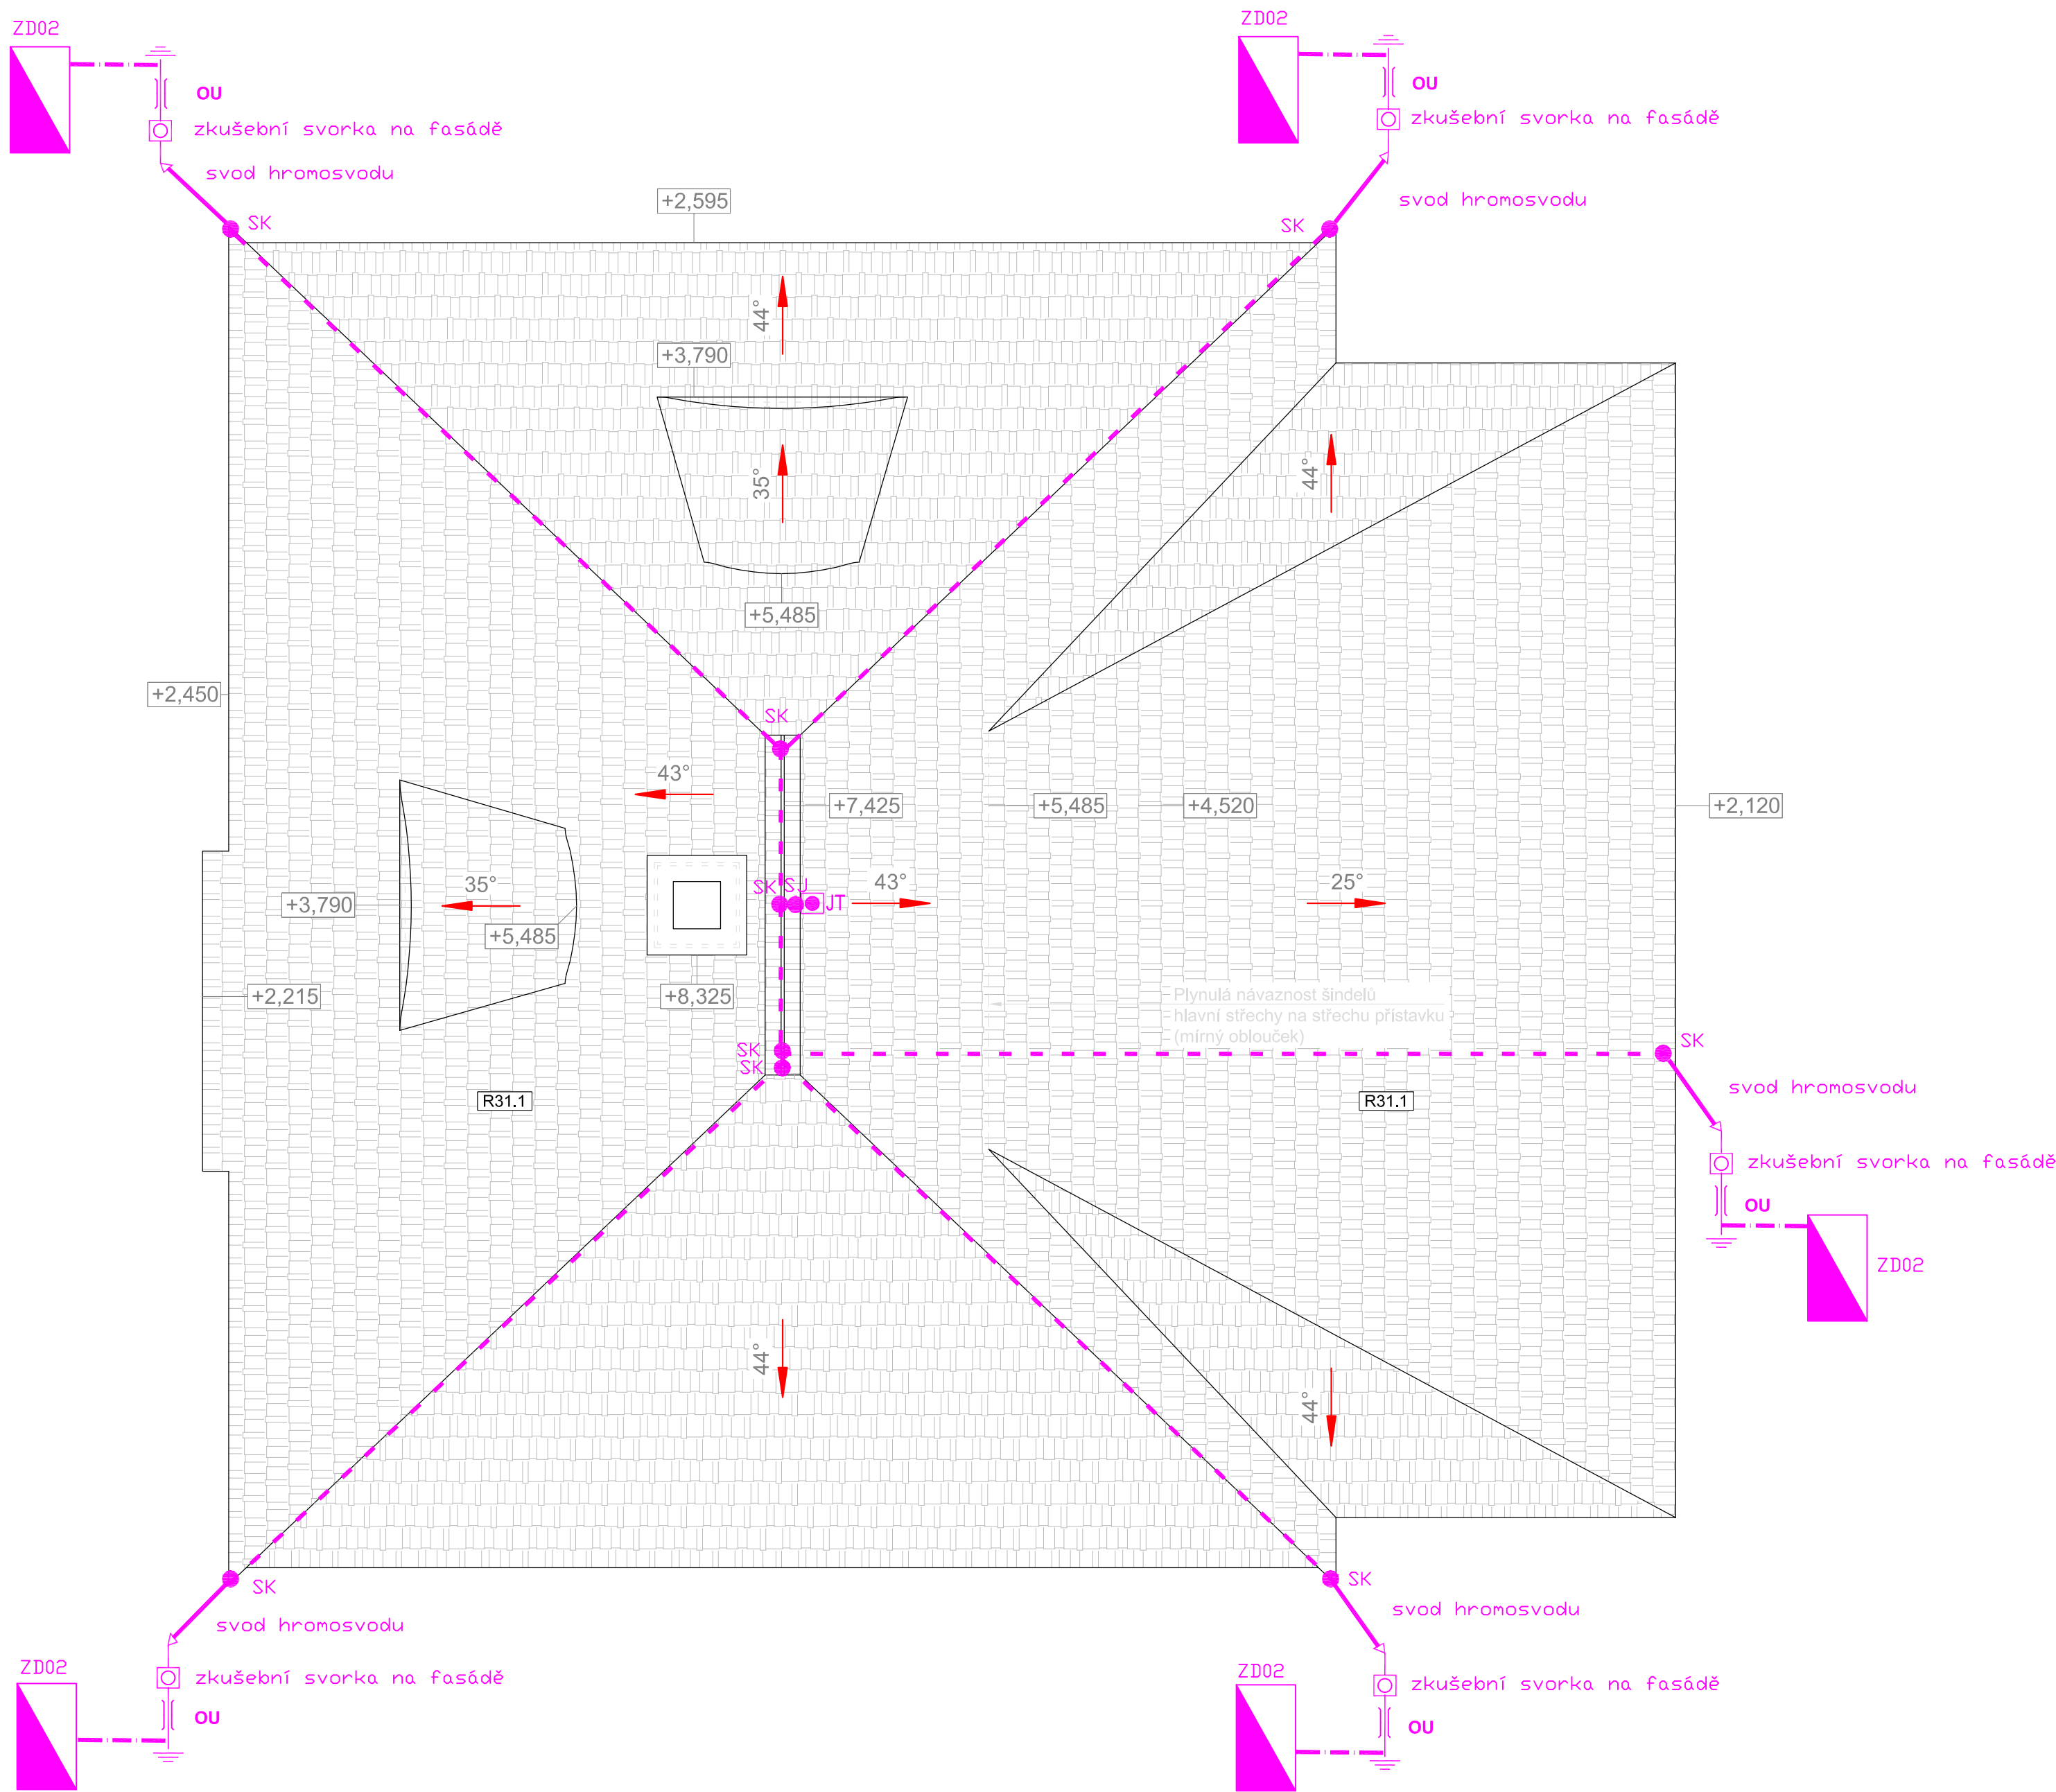 ZD02
OU
zkušební svorka na fasádě
svod hromosvodu
SK
ZD02
OU
zkušební svorka na fasádě
svod hromosvodu
SK
+2,595
44°
+3,790
35°
+5,485
44°
+2,450
SK
43°
+7,425
+5,485
+4,520
+2,120
35°
+3,790
+5,485
SK
SJ
JT
43°
25°
+2,215
+8,325
Plynulá návaznost šindelů
hlavní střechy na střechu přístavku
(mírný oblouček)
SK
SK
SK
svod hromosvodu
R31.1
R31.1
zkušební svorka na fasádě
OU
ZD02
44°
44°
SK
svod hromosvodu
ZD02
zkušební svorka na fasádě
OU
SK
svod hromosvodu
ZD02
zkušební svorka na fasádě
OU